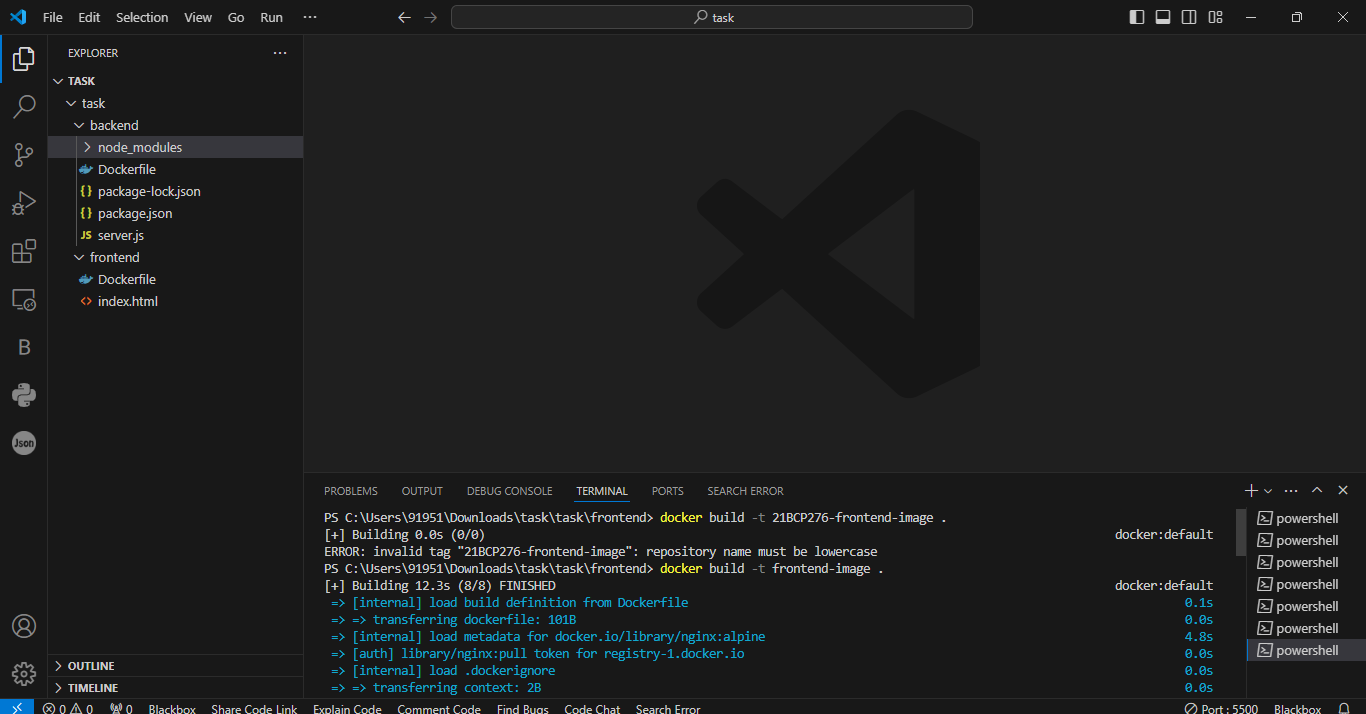 File Edit Selection View Go Run ··· task
EXPLORER ···
TASK
task
backend
node_modules
Dockerfile
{} package-lock.json
{} package.json
JS server.js
frontend
Dockerfile
<> index.html
B
Json
OUTLINE
TIMELINE
PROBLEMS OUTPUT DEBUG CONSOLE TERMINAL PORTS SEARCH ERROR
PS C:\Users\91951\Downloads\task\task\frontend> docker build -t 21BCP276-frontend-image .
[+] Building 0.0s (0/0) docker:default
ERROR: invalid tag "21BCP276-frontend-image": repository name must be lowercase
PS C:\Users\91951\Downloads\task\task\frontend> docker build -t frontend-image .
[+] Building 12.3s (8/8) FINISHED docker:default
=> [internal] load build definition from Dockerfile 0.1s
=> => transferring dockerfile: 101B 0.0s
=> [internal] load metadata for docker.io/library/nginx:alpine 4.8s
=> [auth] library/nginx:pull token for registry-1.docker.io 0.0s
=> [internal] load .dockerignore 0.0s
=> => transferring context: 2B 0.0s
powershell
powershell
powershell
powershell
powershell
powershell
powershell
0 0 0 Blackbox Share Code Link Explain Code Comment Code Find Bugs Code Chat Search Error Port : 5500 Blackbox